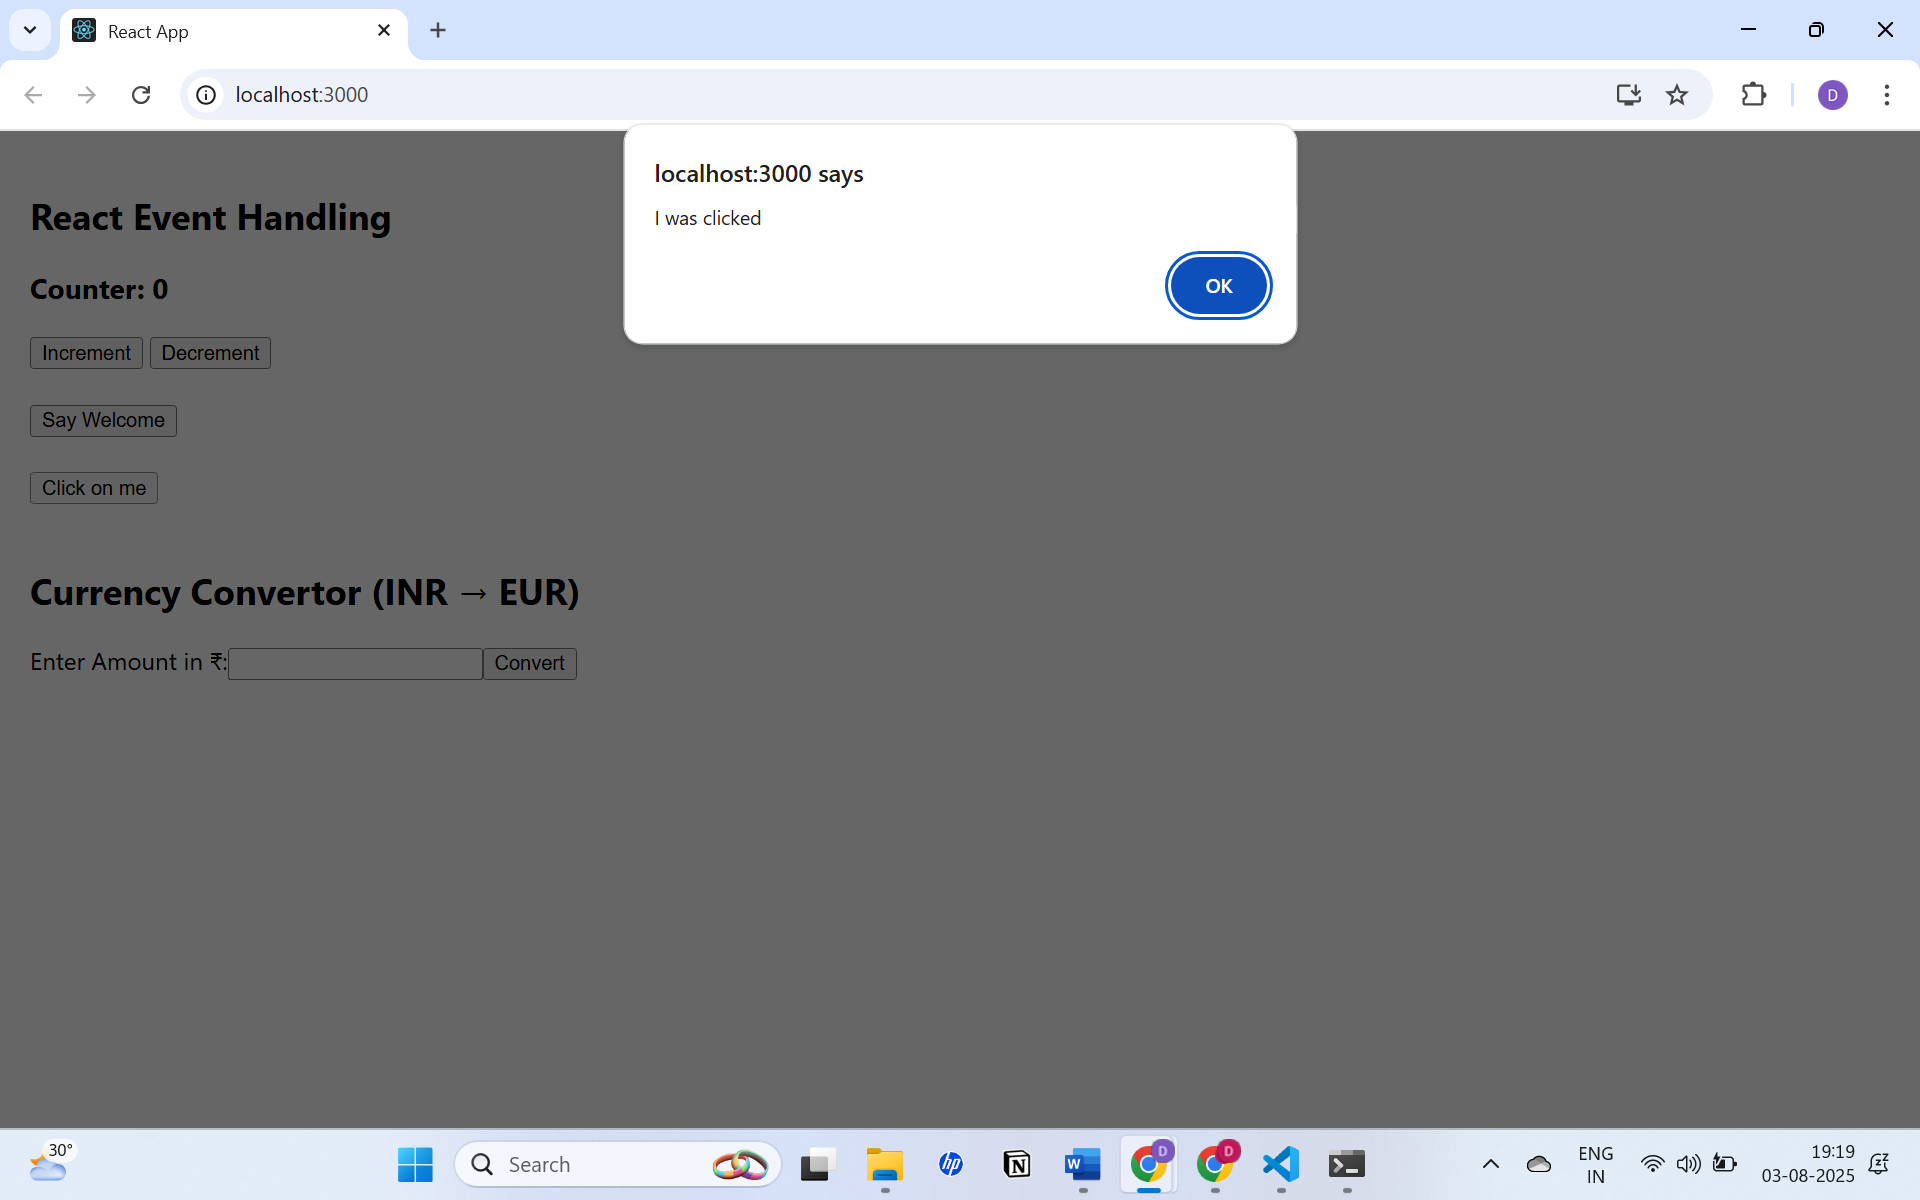 React App
localhost:3000
localhost:3000 says
I was clicked
OK
React Event Handling
Counter: 0
Increment Decrement
Say Welcome
Click on me
Currency Convertor (INR → EUR)
Enter Amount in ₹: Convert
30°
Search
ENG
IN
19:19
03-08-2025
D
D
D
hp
N
W